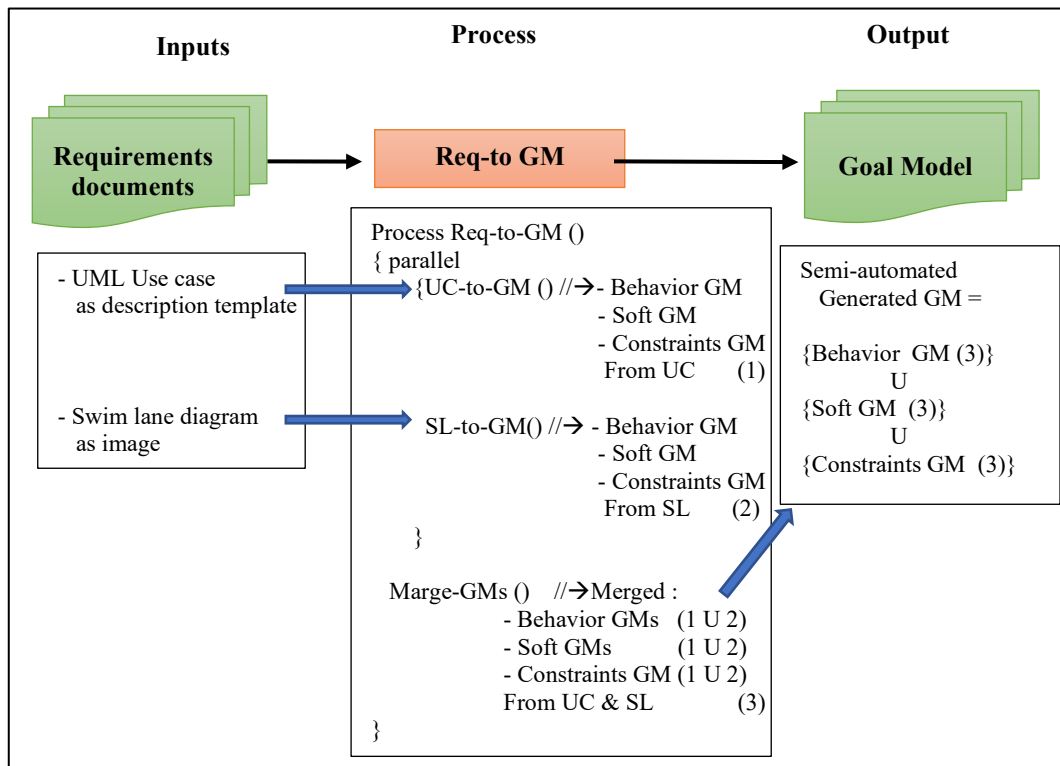 Inputs
Process
Output
Requirements
documents
Req-to GM
Goal Model
- UML Use case
as description template
- Swim lane diagram
as image
Process Req-to-GM ()
{ parallel
{UC-to-GM () //→- Behavior GM
- Soft GM
- Constraints GM
From UC (1)
SL-to-GM() //→ - Behavior GM
- Soft GM
- Constraints GM
From SL (2)
}
Marge-GMs () //→Merged :
- Behavior GMs (1 U 2)
- Soft GMs (1 U 2)
- Constraints GM (1 U 2)
From UC & SL (3)
}
Semi-automated
Generated GM =
{Behavior GM (3)}
U
{Soft GM (3)}
U
{Constraints GM (3)}